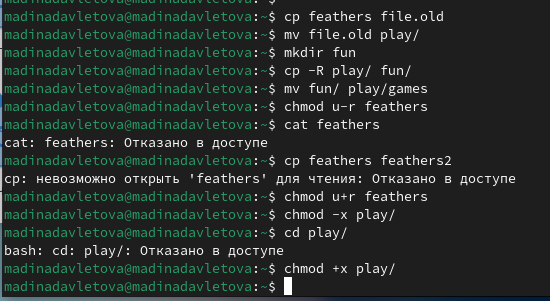 madinadavletova@madinadavletova:~$ cp feathers file.old
madinadavletova@madinadavletova:~$ mv file.old play/
madinadavletova@madinadavletova:~$ mkdir fun
madinadavletova@madinadavletova:~$ cp -R play/ fun/
madinadavletova@madinadavletova:~$ mv fun/ play/games
madinadavletova@madinadavletova:~$ chmod u-r feathers
madinadavletova@madinadavletova:~$ cat feathers
cat: feathers: Отказано в доступе
madinadavletova@madinadavletova:~$ cp feathers feathers2
cp: невозможно открыть 'feathers' для чтения: Отказано в доступе
madinadavletova@madinadavletova:~$ chmod u+r feathers
madinadavletova@madinadavletova:~$ chmod -x play/
madinadavletova@madinadavletova:~$ cd play/
bash: cd: play/: Отказано в доступе
madinadavletova@madinadavletova:~$ chmod +x play/
madinadavletova@madinadavletova:~$